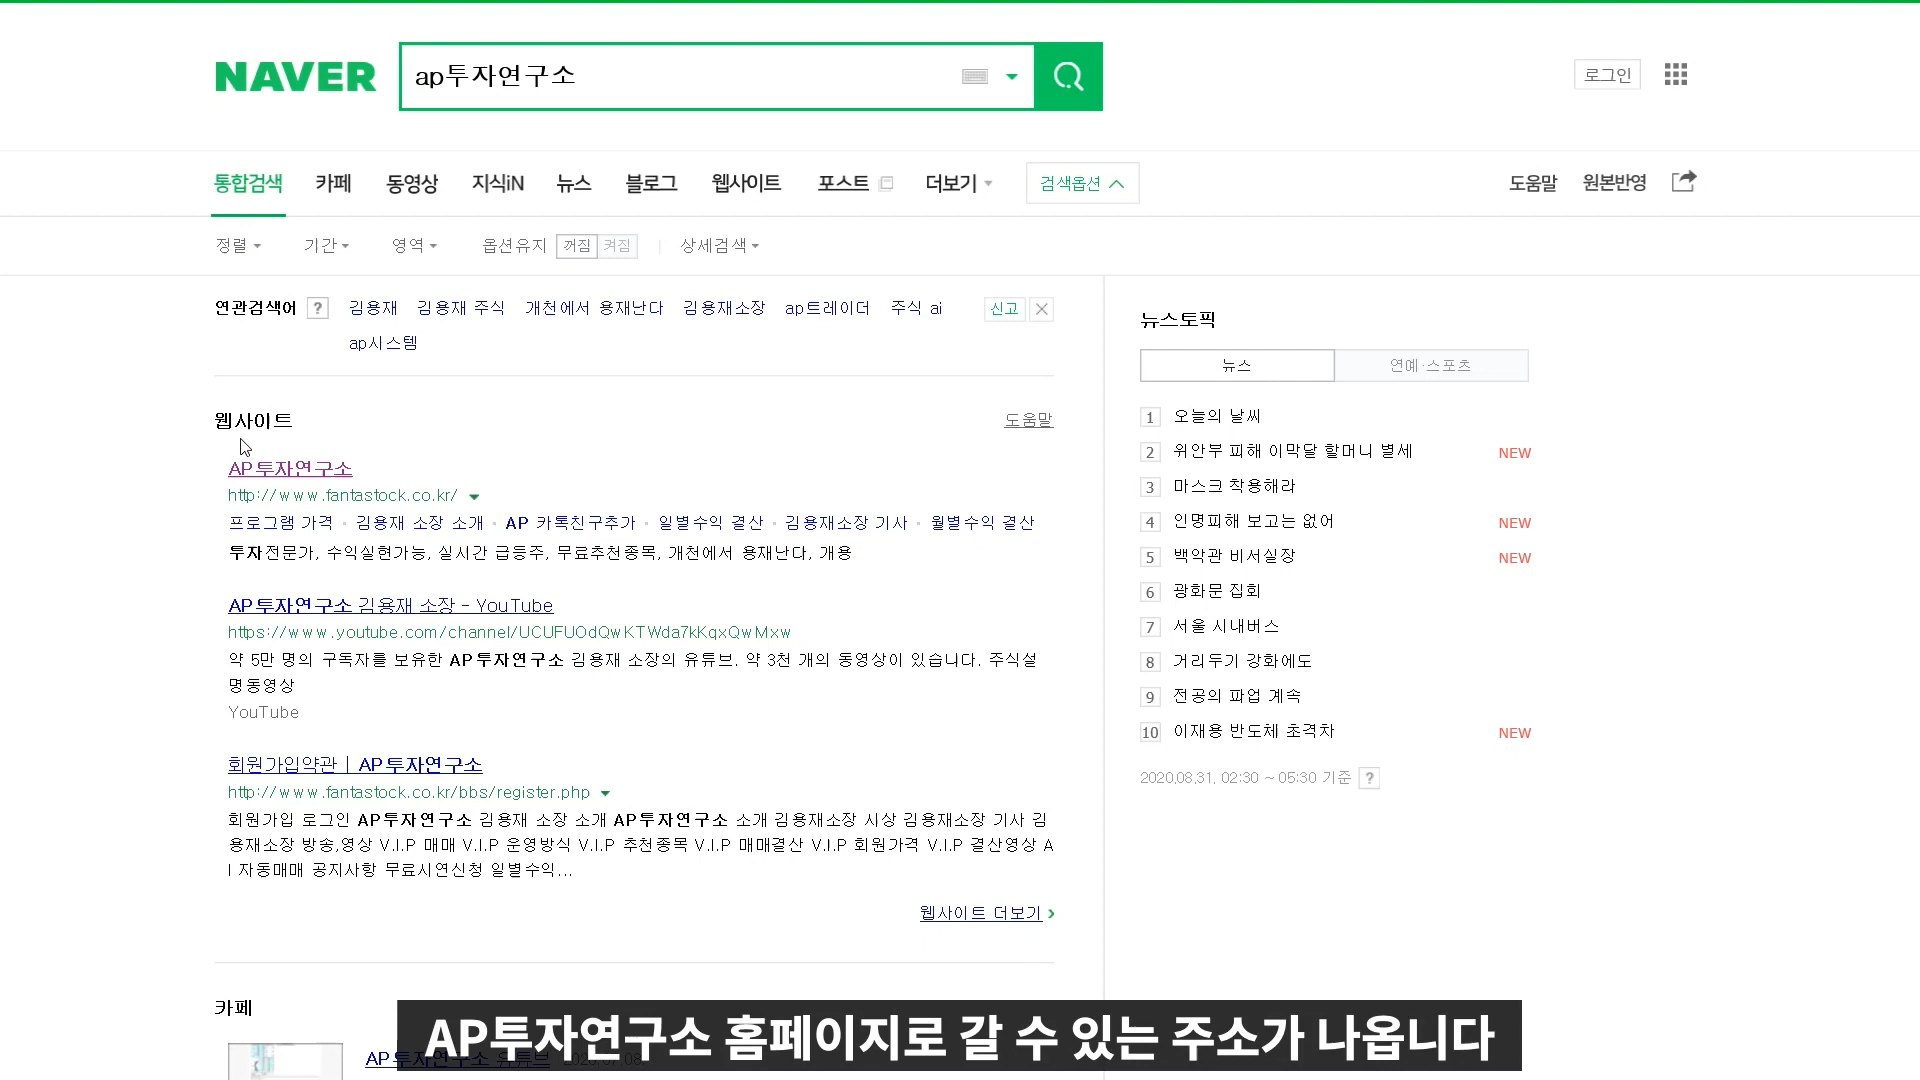 NAVER
ap투자연구소
로그인
통합검색 카페 동영상 지식iN 뉴스 블로그 웹사이트 포스트 더보기 검색옵션 도움말 원본반영
정렬 기간 영역 옵션유지 꺼짐 켜짐 상세검색
연관검색어 ? 김용재 김용재 주식 개천에서 용재난다 김용재소장 ap트레이더 주식 ai 신고
ap시스템
웹사이트 도움말
AP투자연구소
http://www.fantastock.co.kr/
프로그램 가격 · 김용재 소장 소개 · AP 카톡친구추가 · 일별수익 결산 · 김용재소장 기사 · 월별수익 결산
투자전문가, 수익실현가능, 실시간 급등주, 무료추천종목, 개천에서 용재난다, 개용
AP투자연구소 김용재 소장 - YouTube
https://www.youtube.com/channel/UCUFUOdQwKTWda7kKqxQwMxw
약 5만 명의 구독자를 보유한 AP투자연구소 김용재 소장의 유튜브. 약 3천 개의 동영상이 있습니다. 주식설
명동영상
YouTube
회원가입약관 | AP투자연구소
http://www.fantastock.co.kr/bbs/register.php
회원가입 로그인 AP투자연구소 김용재 소장 소개 AP투자연구소 소개 김용재소장 시상 김용재소장 기사 김
용재소장 방송,영상 V.I.P 매매 V.I.P 운영방식 V.I.P 추천종목 V.I.P 매매결산 V.I.P 회원가격 V.I.P 결산영상 A
I 자동매매 공지사항 무료시연신청 일별수익...
웹사이트 더보기
카페
뉴스토픽
뉴스 연예·스포츠
1 오늘의 날씨
2 위안부 피해 이막달 할머니 별세 NEW
3 마스크 착용해라
4 인명피해 보고는 없어 NEW
5 백악관 비서실장 NEW
6 광화문 집회
7 서울 시내버스
8 거리두기 강화에도
9 전공의 파업 계속
10 이재용 반도체 초격차 NEW
2020.08.31. 02:30 ~ 05:30 기준 ?
AP투자연구소 홈페이지로 갈 수 있는 주소가 나옵니다